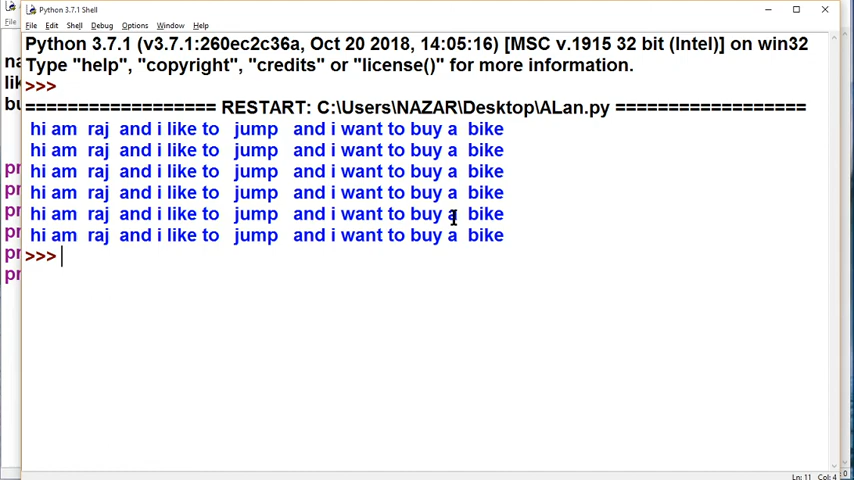 Python 3.7.1 Shell
File Edit Shell Debug Options Window Help
Python 3.7.1 (v3.7.1:260ec2c36a, Oct 20 2018, 14:05:16) [MSC v.1915 32 bit (Intel)] on win32
Type "help", "copyright", "credits" or "license()" for more information.
>>>
================== RESTART: C:\Users\NAZAR\Desktop\ALan.py ==================
hi am  raj  and i like to   jump   and i want to buy a  bike
hi am  raj  and i like to   jump   and i want to buy a  bike
hi am  raj  and i like to   jump   and i want to buy a  bike
hi am  raj  and i like to   jump   and i want to buy a  bike
hi am  raj  and i like to   jump   and i want to buy a  bike
hi am  raj  and i like to   jump   and i want to buy a  bike
>>>
Ln: 11 Col: 4